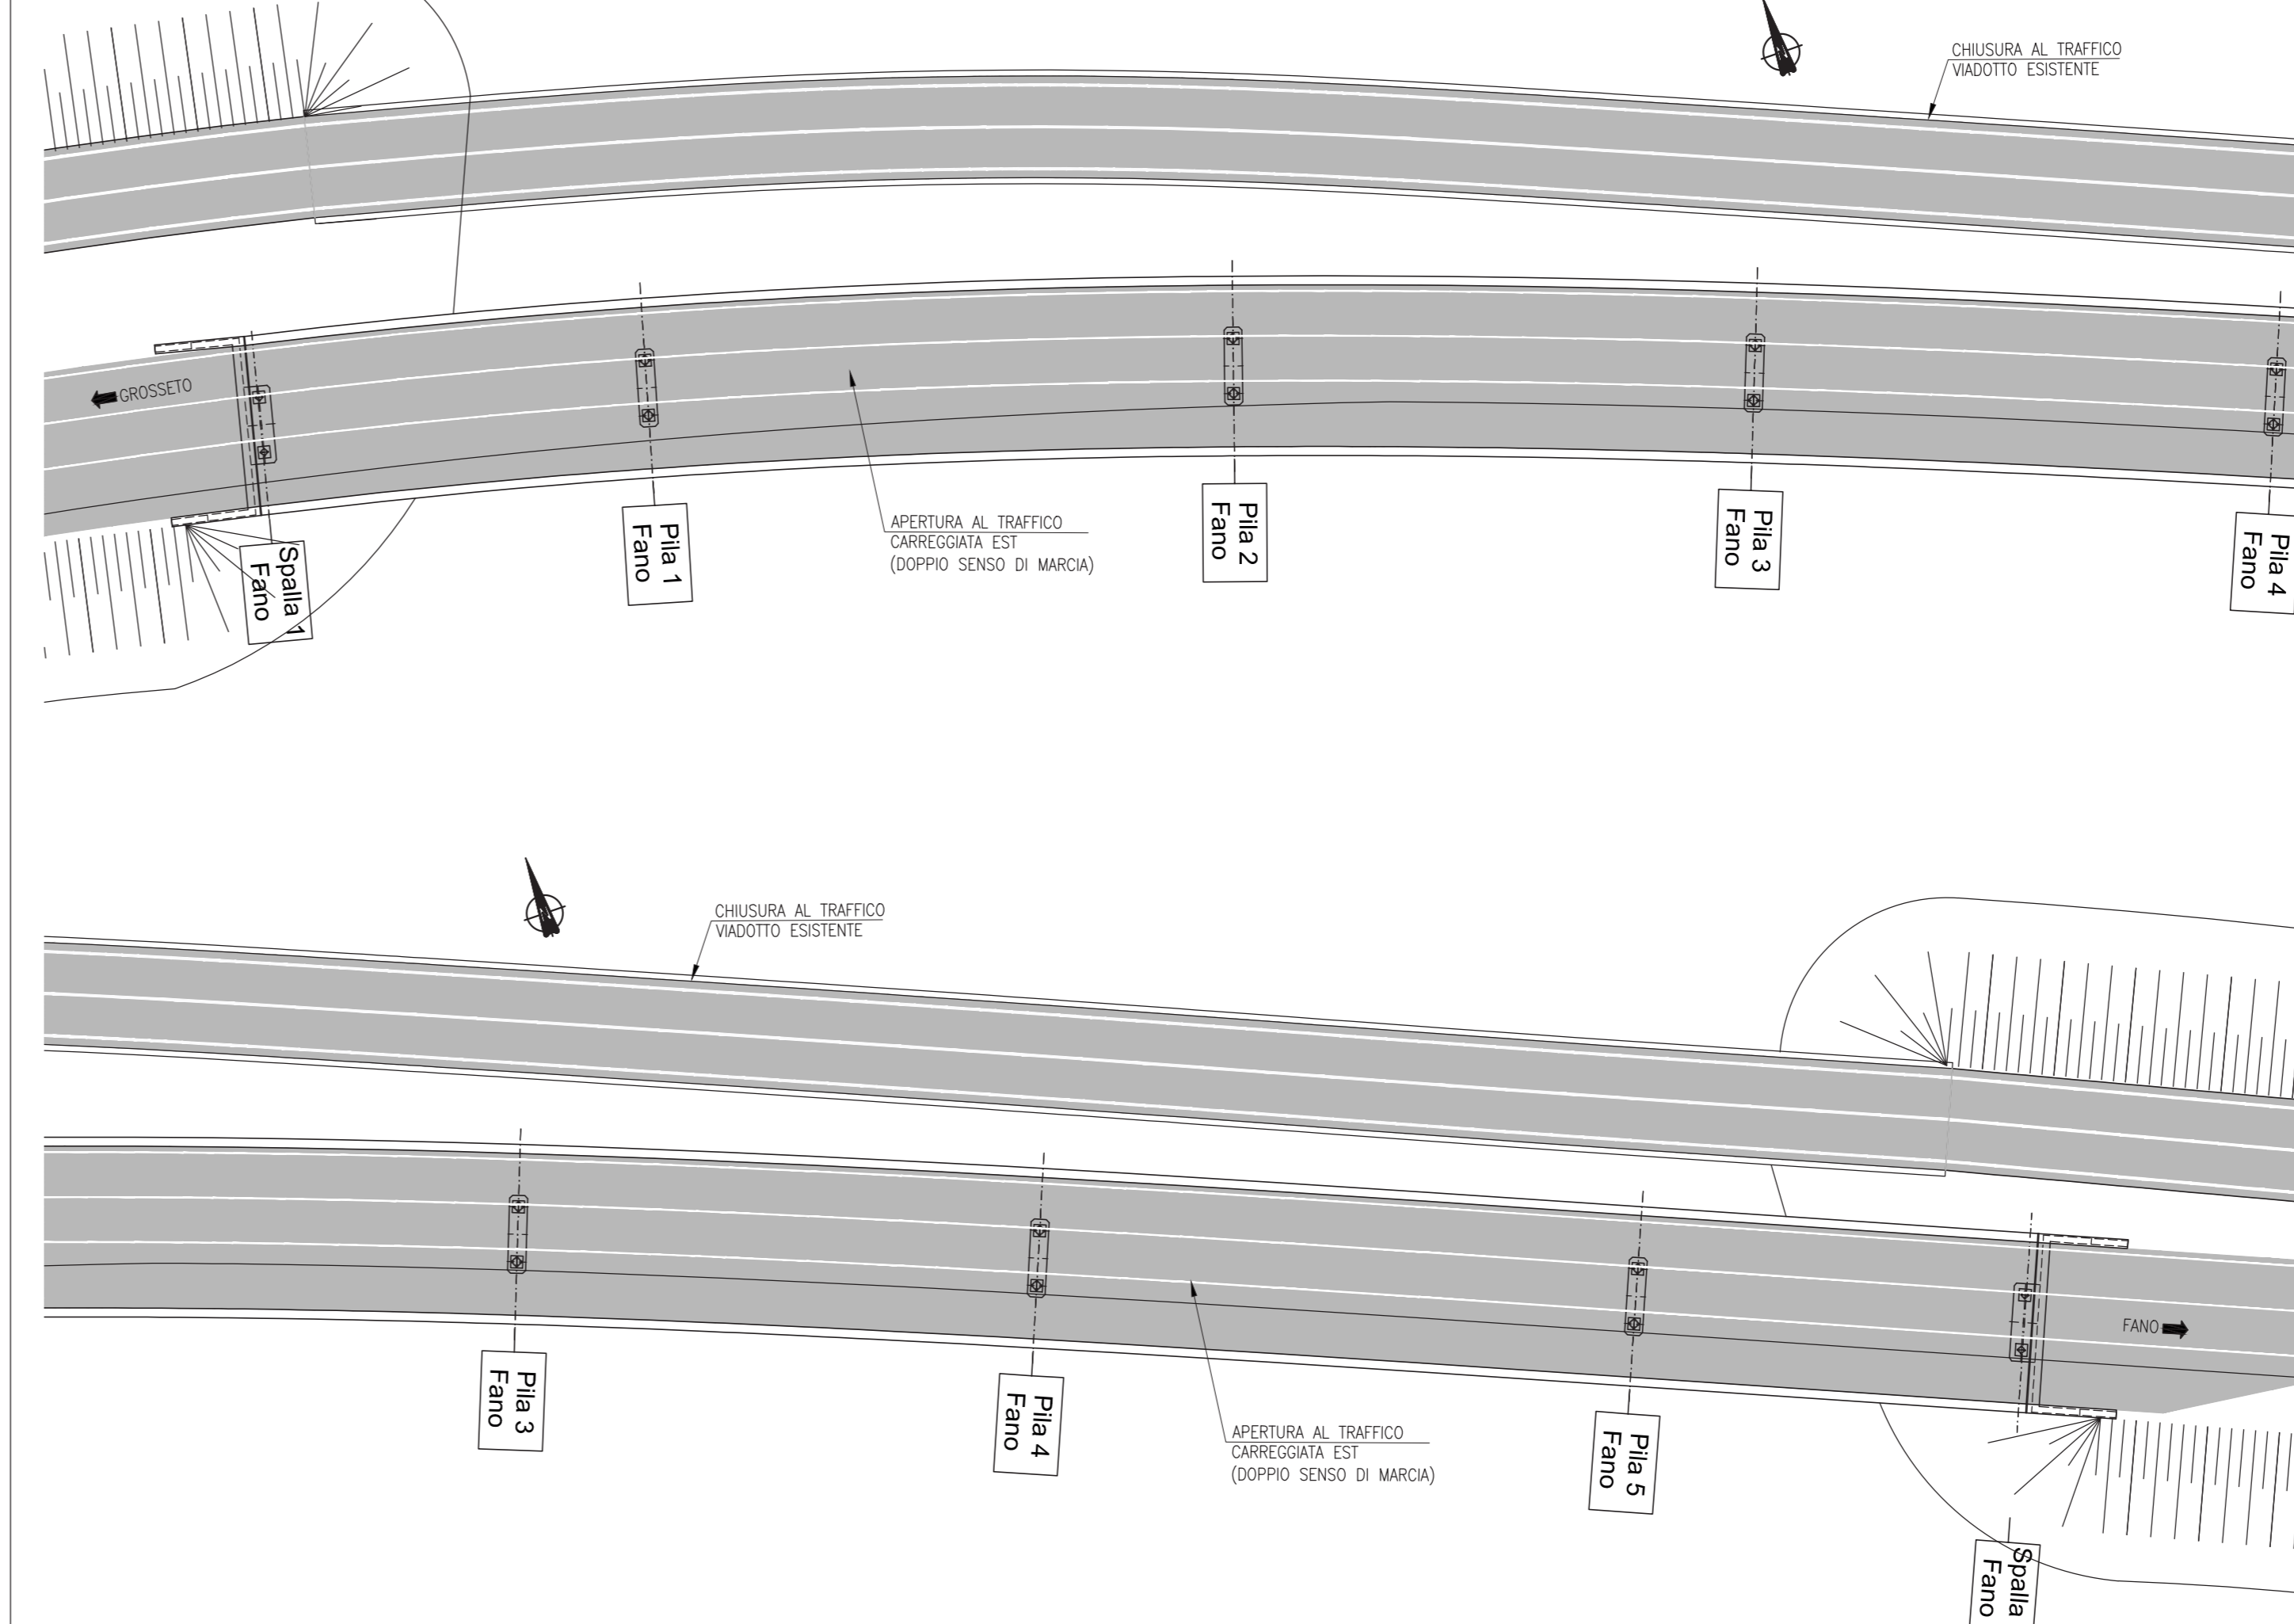 CHIUSURA AL TRAFFICO
VIADOTTO ESISTENTE
GROSSETO
APERTURA AL TRAFFICO
CARREGGIATA EST
(DOPPIO SENSO DI MARCIA)
Spalla 1
Fano
Pila 1
Fano
Pila 2
Fano
Pila 3
Fano
Pila 4
Fano
CHIUSURA AL TRAFFICO
VIADOTTO ESISTENTE
FANO
APERTURA AL TRAFFICO
CARREGGIATA EST
(DOPPIO SENSO DI MARCIA)
Pila 3
Fano
Pila 4
Fano
Pila 5
Fano
Spalla
Fano